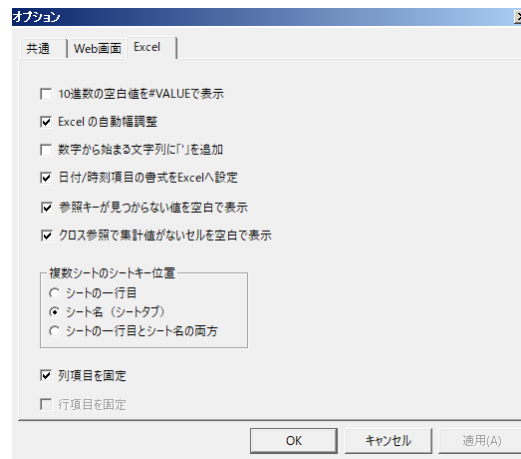 オプション
共通
Web画面
Excel
10進数の空白値を#VALUEで表示
Excel の自動幅調整
数字から始まる文字列に「'」を追加
日付/時刻項目の書式をExcelへ設定
参照キーが見つからない値を空白で表示
クロス参照で集計値がないセルを空白で表示
複数シートのシートキー位置
シートの一行目
シート名（シートタブ）
シートの一行目とシート名の両方
列項目を固定
行項目を固定
OK
キャンセル
適用(A)